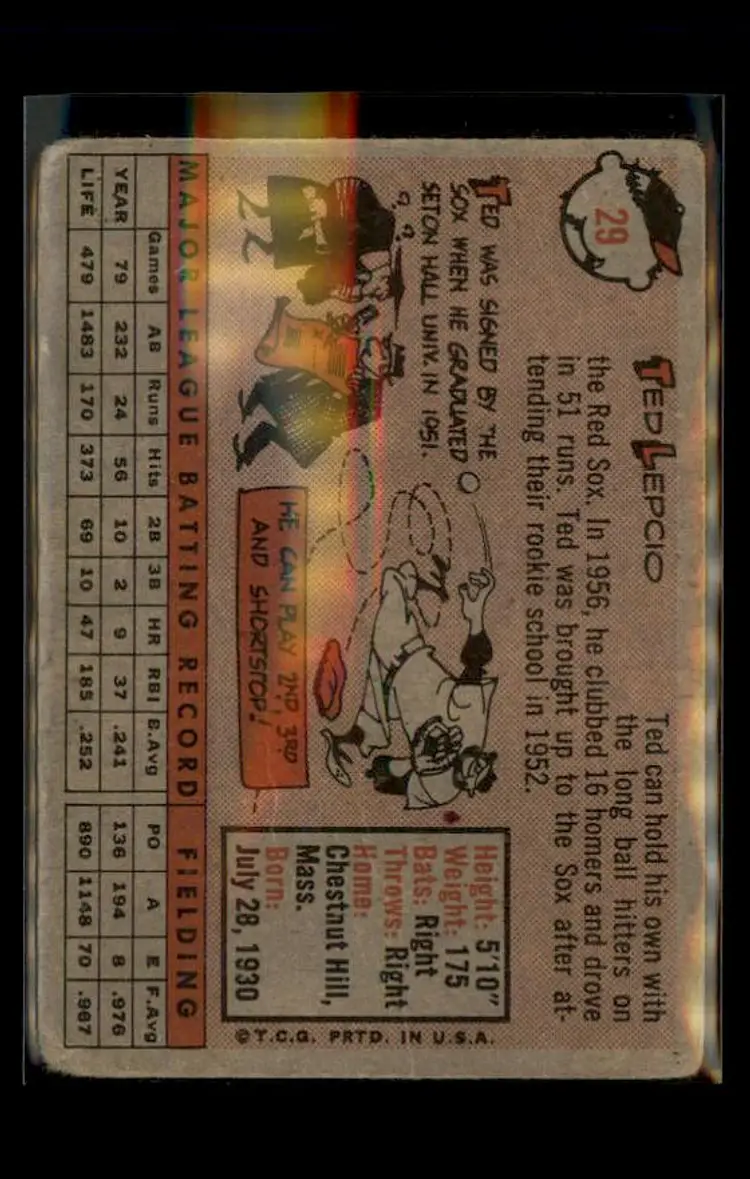 29
TED LEPCIO
Ted can hold his own with
the long ball hitters on
the Red Sox. In 1956, he clubbed 16 homers and drove
in 51 runs. Ted was brought up to the Sox after at-
tending their rookie school in 1952.
TED WAS SIGNED BY THE
SOX WHEN HE GRADUATED
SETON HALL UNIV. IN 1951.
? ?
HE CAN PLAY 2ND, 3RD
AND SHORTSTOP!
Height: 5'10"
Weight: 175
Bats: Right
Throws: Right
Home:
Chestnut Hill,
Mass.
Born:
July 28, 1930
©T.C.G. PRTD. IN U.S.A.
MAJOR LEAGUE BATTING RECORD FIELDING
Games AB Runs Hits 2B 3B HR RBI B.Avg PO A E F.Avg
YEAR 79 232 24 56 10 2 9 37 .241 136 194 8 .976
LIFE 479 1483 170 373 69 10 47 185 .252 890 1148 70 .967